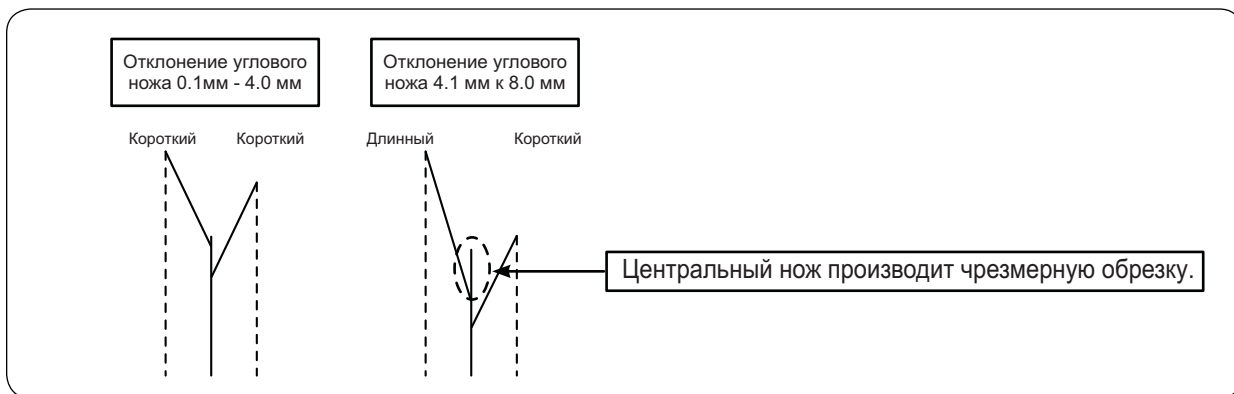 Отклонение углового
ножа 0.1мм - 4.0 мм
Отклонение углового
ножа 4.1 мм к 8.0 мм
Короткий
Короткий
Длинный
Короткий
Центральный нож производит чрезмерную обрезку.